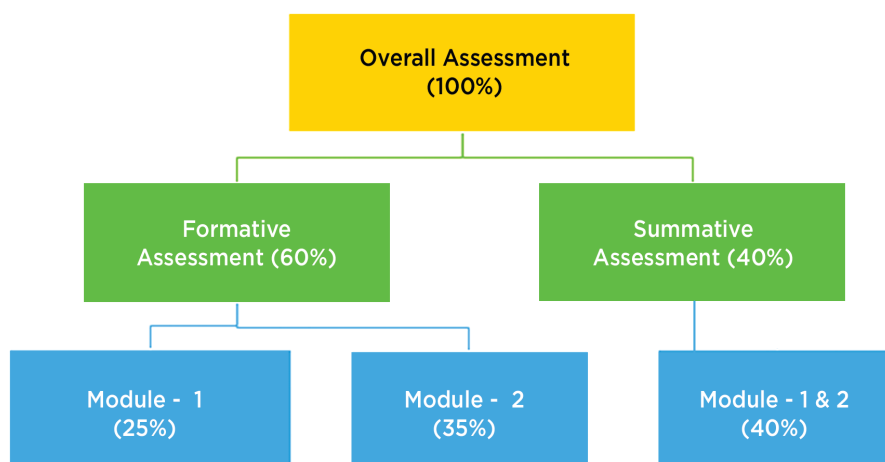 Overall Assessment
(100%)
Formative
Assessment (60%)
Summative
Assessment (40%)
Module - 1
(25%)
Module - 2
(35%)
Module - 1 & 2
(40%)